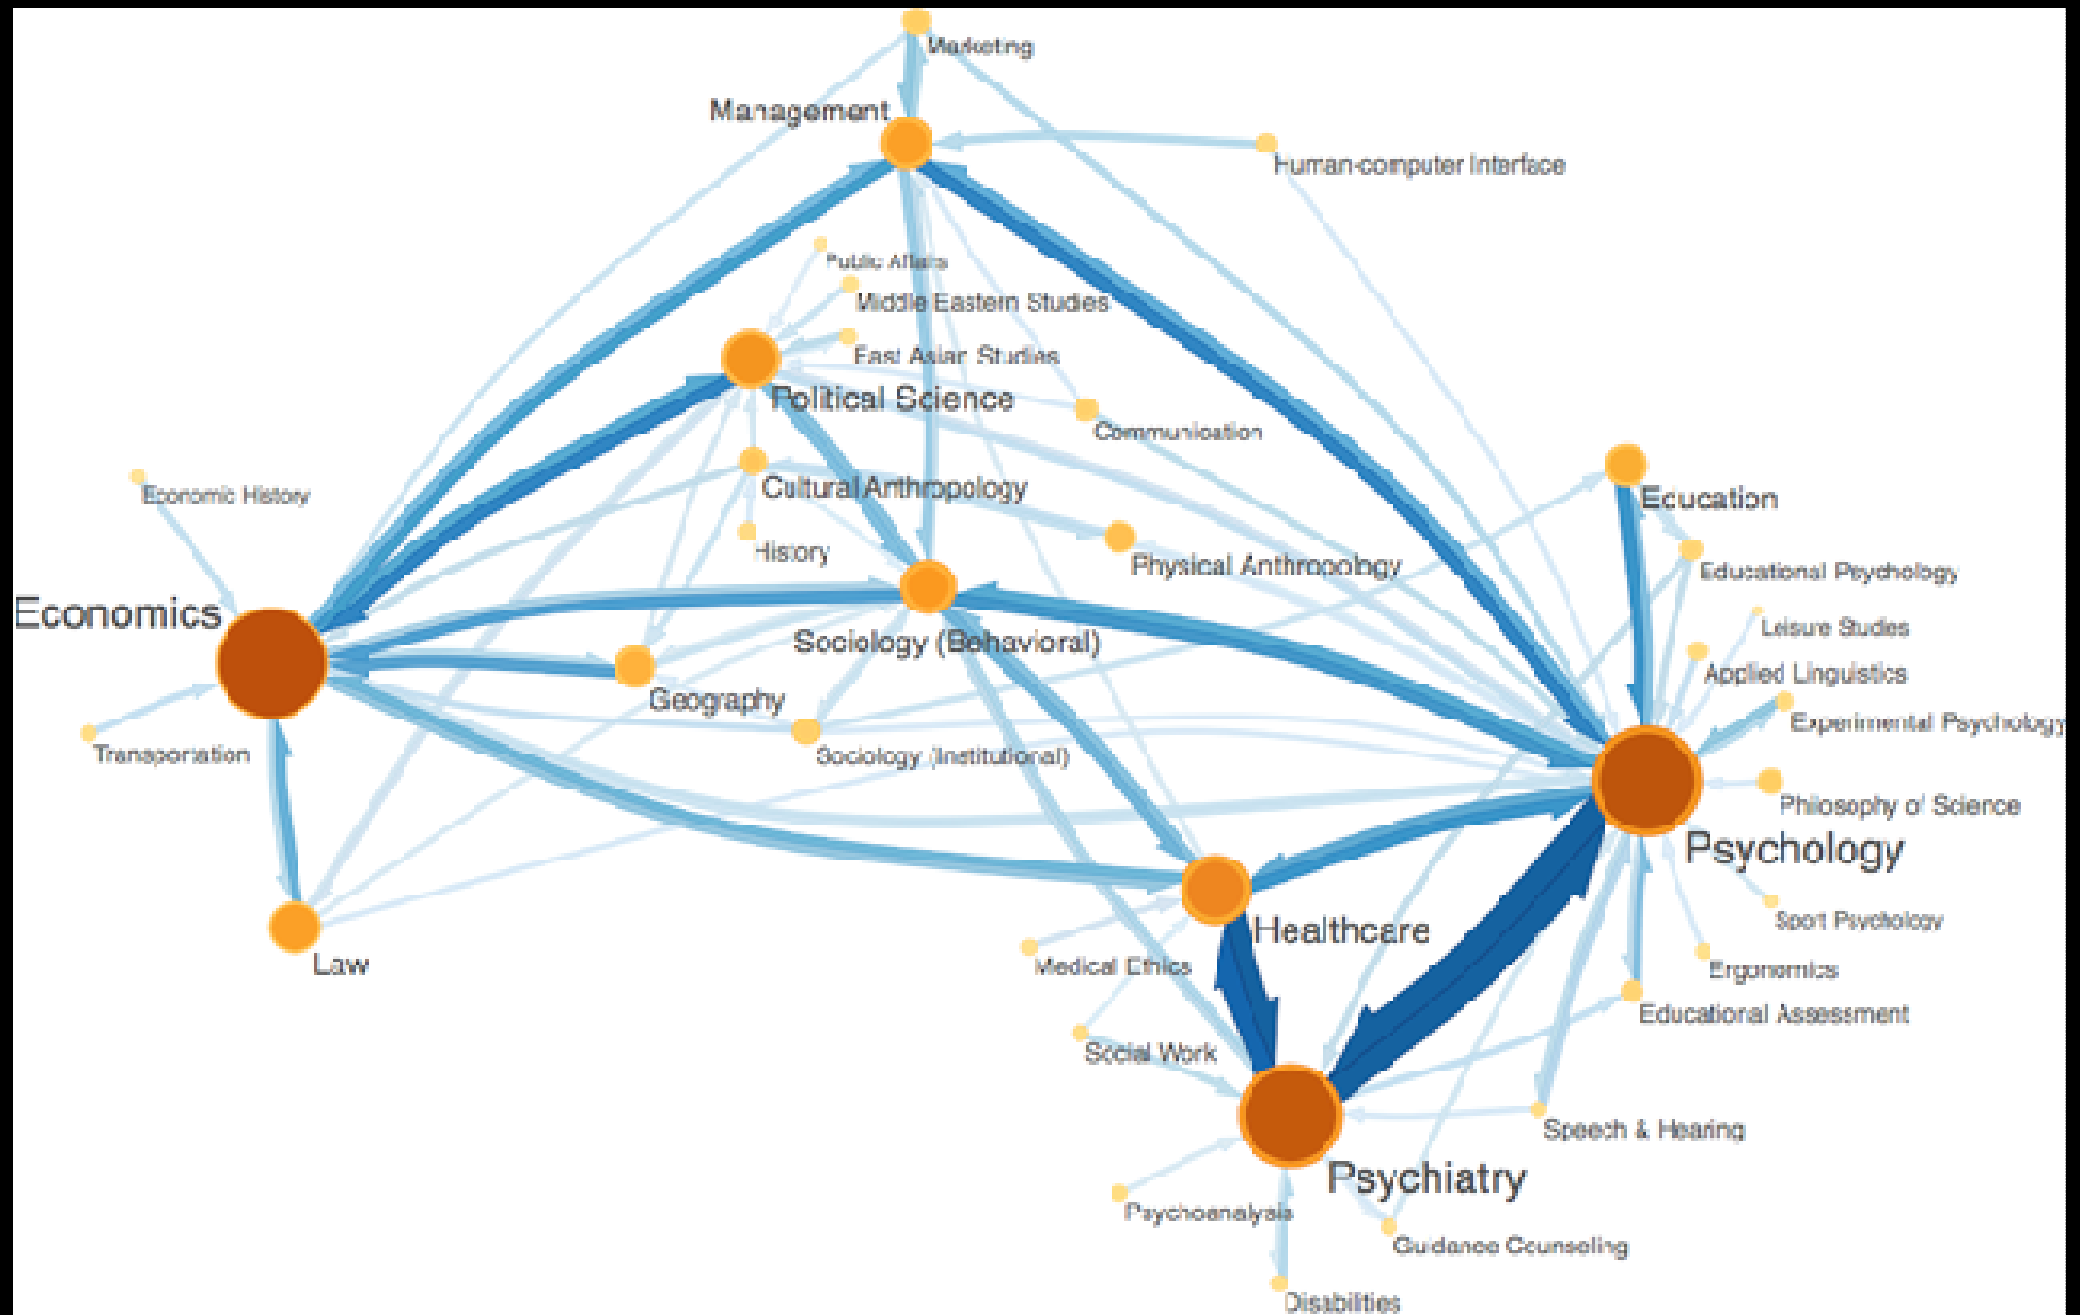 Marketing
Management
Human-computer Interface
Public Affairs
Middle Eastern Studies
East Asian Studies
Political Science
Communication
Economic History
Cultural Anthropology
Education
History
Physical Anthropology
Educational Psychology
Economics
Leisure Studies
Sociology (Behavioral)
Applied Linguistics
Geography
Experimental Psychology
Transportation
Sociology (Institutional)
Philosophy of Science
Psychology
Sport Psychology
Healthcare
Law
Medical Ethics
Ergonomics
Educational Assessment
Social Work
Speech & Hearing
Psychiatry
Psychoanalysis
Guidance Counseling
Disabilities